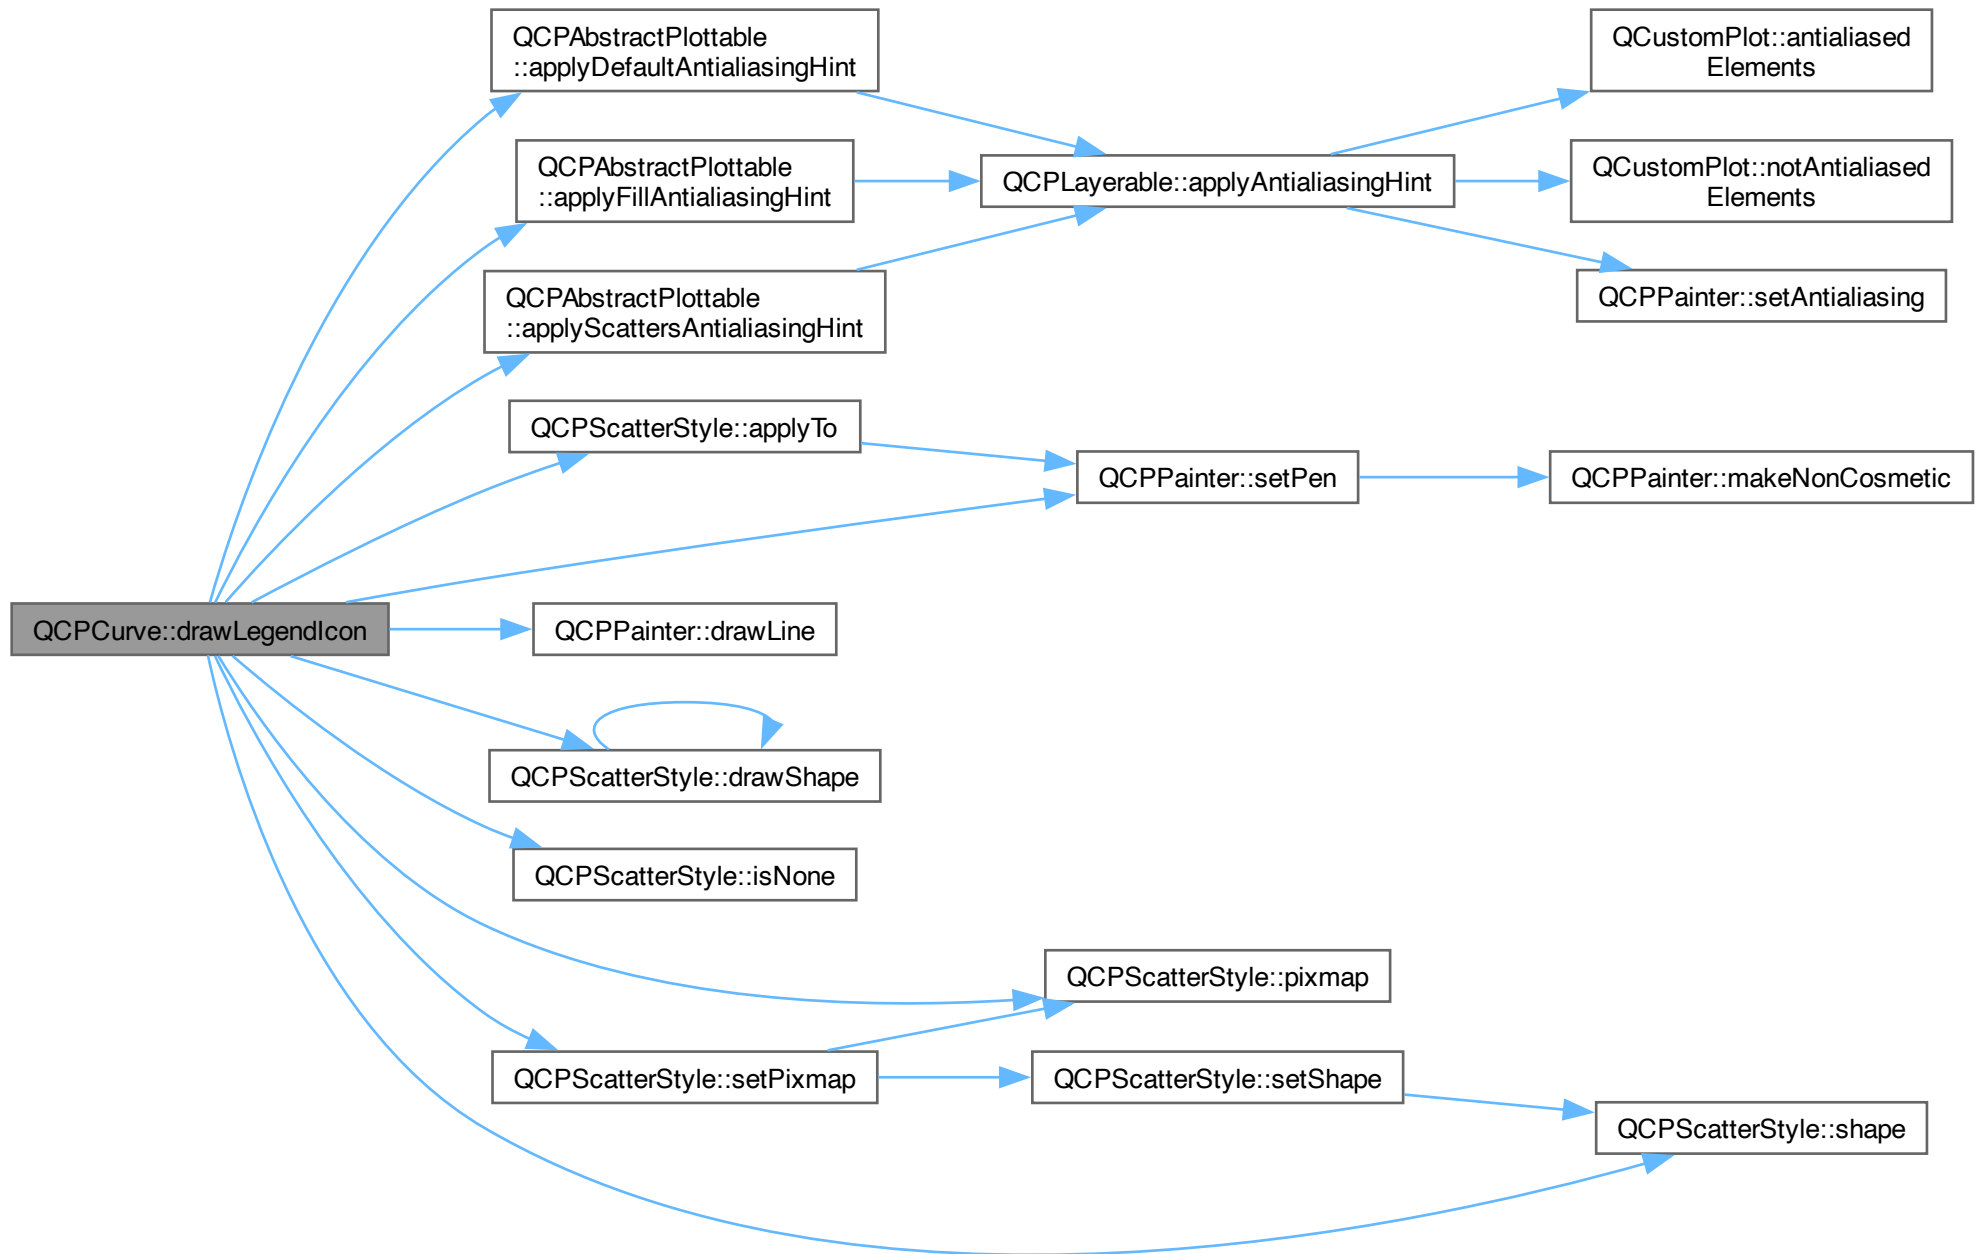 QCPAbstractPlottable
::applyDefaultAntialiasingHint
QCustomPlot::antialiased
Elements
QCPAbstractPlottable
::applyFillAntialiasingHint
QCPLayerable::applyAntialiasingHint
QCustomPlot::notAntialiased
Elements
QCPAbstractPlottable
::applyScattersAntialiasingHint
QCPPainter::setAntialiasing
QCPScatterStyle::applyTo
QCPPainter::setPen
QCPPainter::makeNonCosmetic
QCPCurve::drawLegendIcon
QCPPainter::drawLine
QCPScatterStyle::drawShape
QCPScatterStyle::isNone
QCPScatterStyle::pixmap
QCPScatterStyle::setPixmap
QCPScatterStyle::setShape
QCPScatterStyle::shape